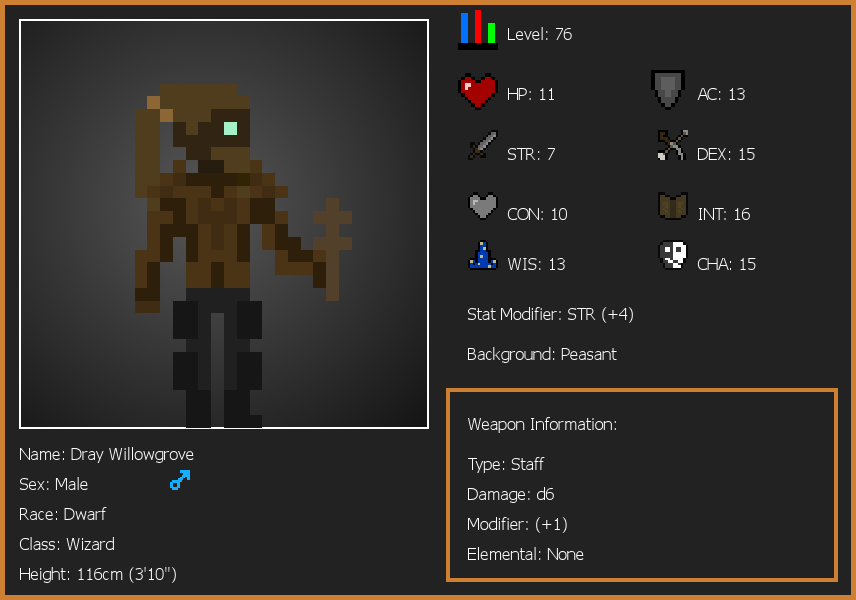 Level: 76
HP: 11
AC: 13
STR: 7
DEX: 15
CON: 10
INT: 16
WIS: 13
CHA: 15
Stat Modifier: STR (+4)
Background: Peasant
Weapon Information:
Type: Staff
Damage: d6
Modifier: (+1)
Elemental: None
Name: Dray Willowgrove
Sex: Male
Race: Dwarf
Class: Wizard
Height: 116cm (3'10")